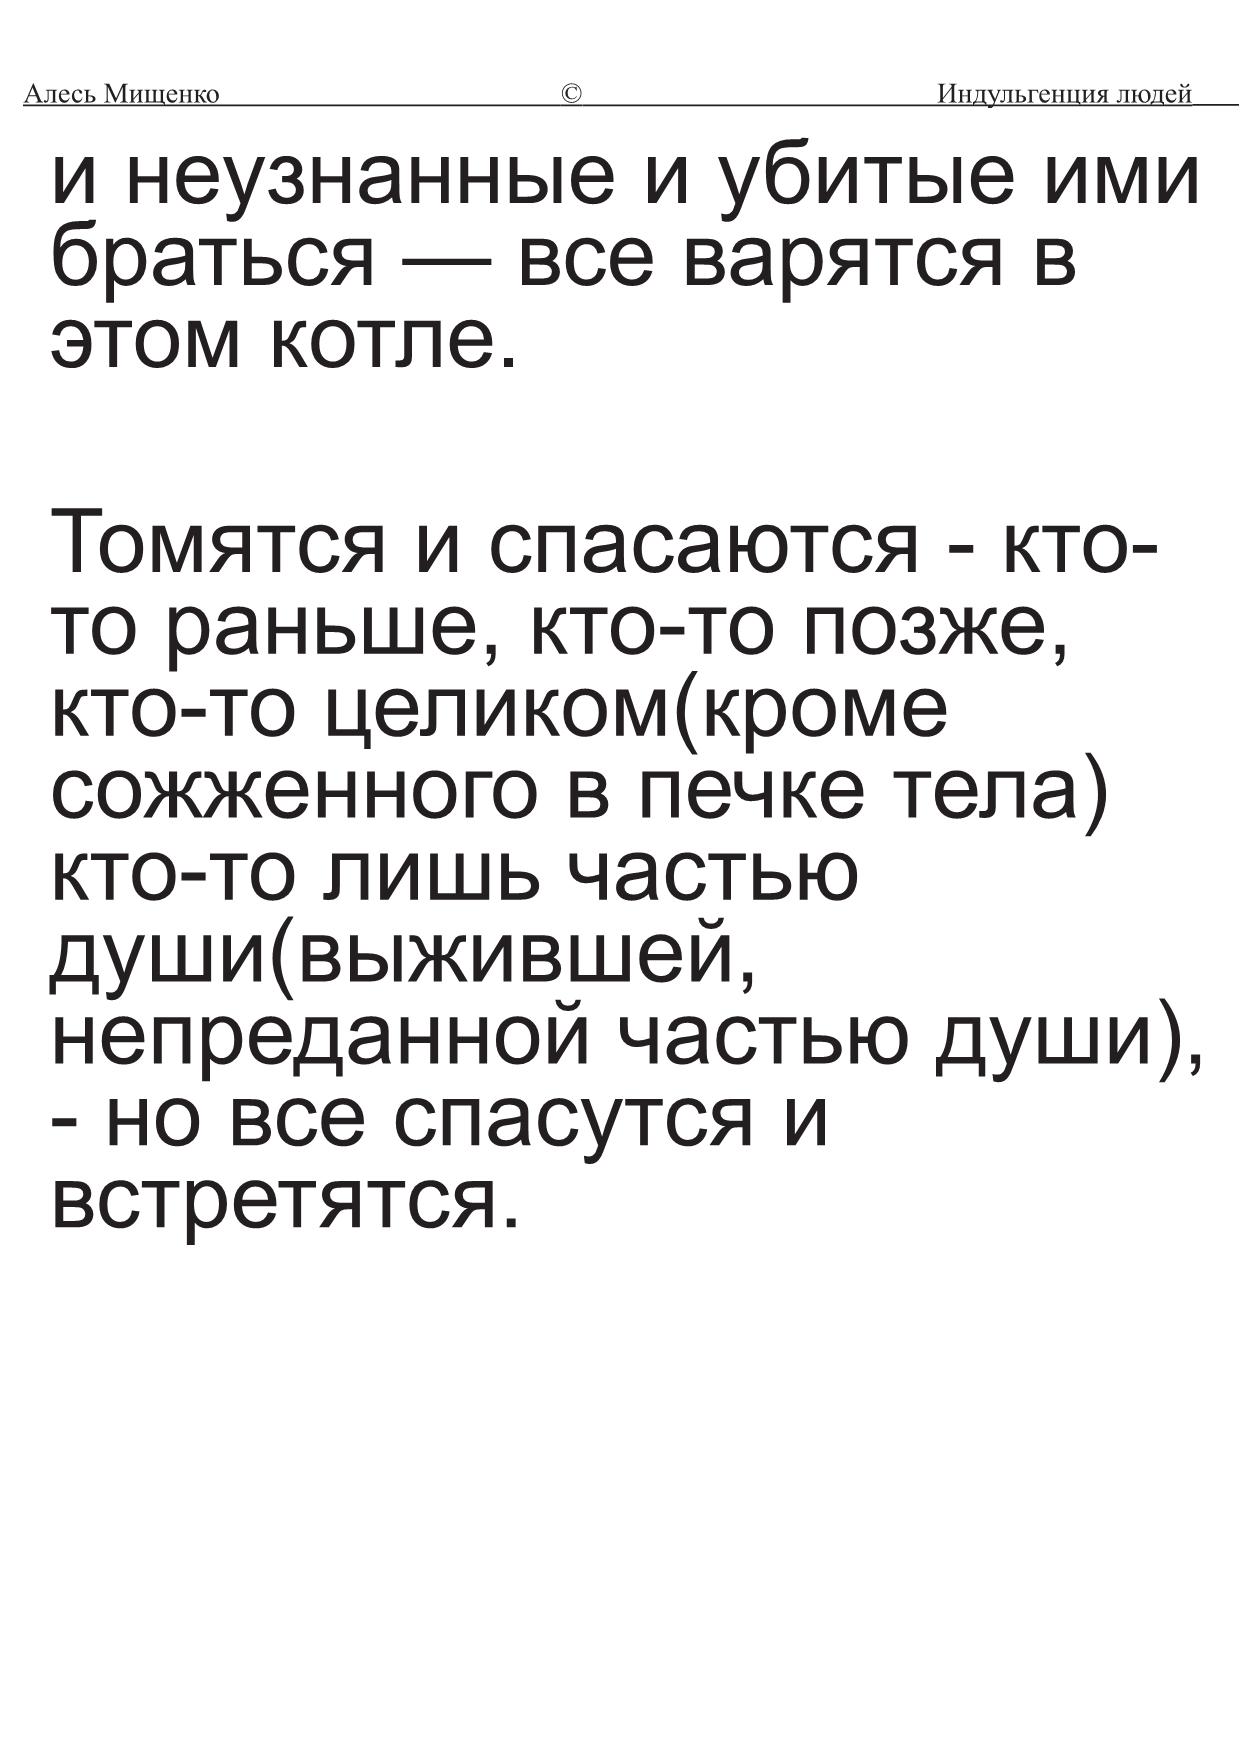 Алесь Мищенко © Индульгенция людей
и неузнанные и убитые ими
браться — все варятся в
этом котле.
Томятся и спасаются - кто-
то раньше, кто-то позже,
кто-то целиком(кроме
сожженного в печке тела)
кто-то лишь частью
души(выжившей,
непреданной частью души),
- но все спасутся и
встретятся.